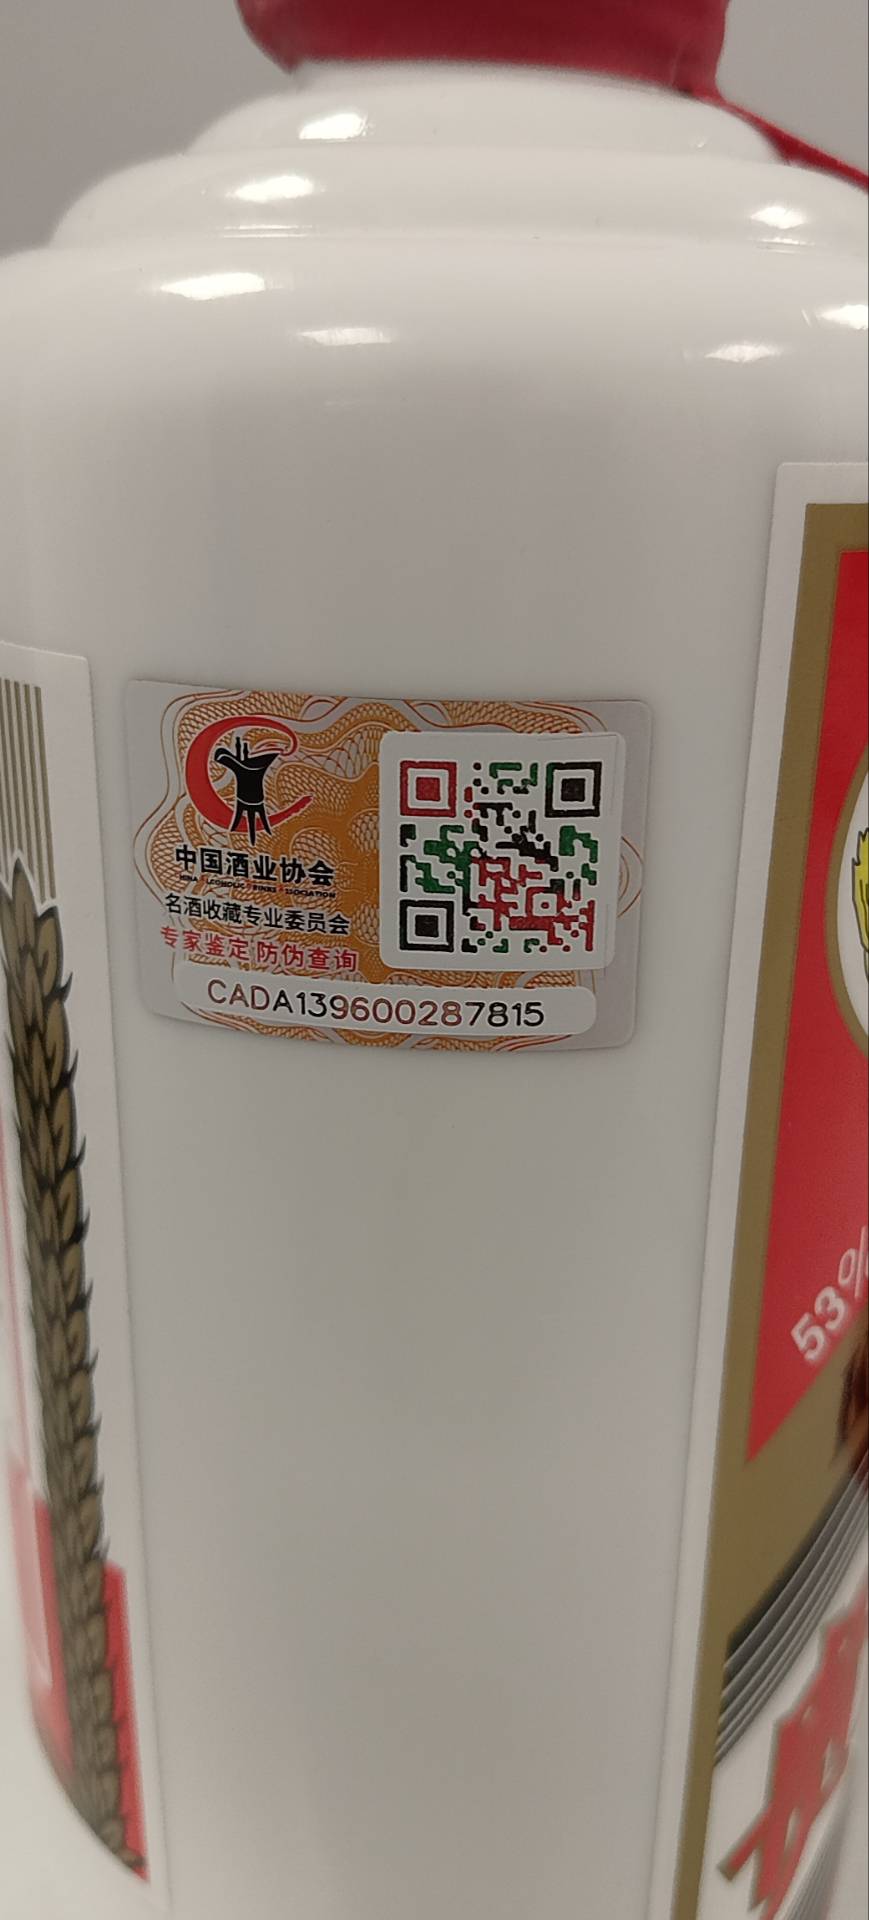 中国酒业协会
名酒收藏专业委员会
专家鉴定 防伪查询
CADA139600287815
53%